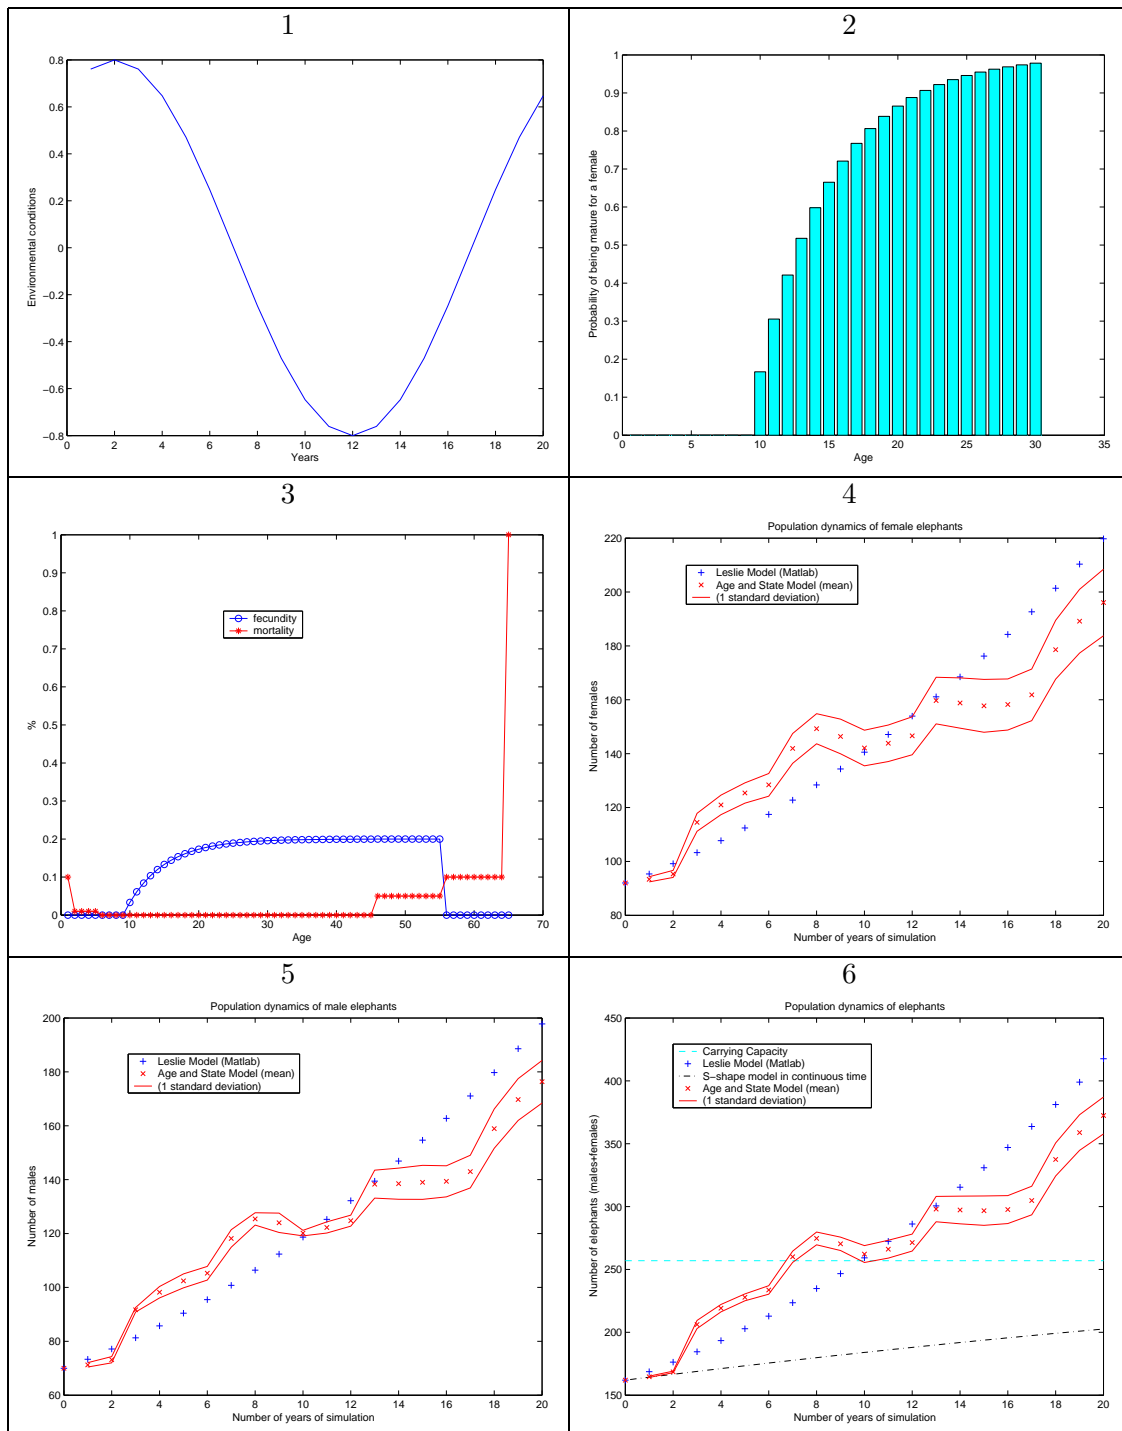 1
0.8
0.6
0.4
0.2
0
−0.2
−0.4
−0.6
−0.8
0 2 4 6 8 10 12 14 16 18 20
Years
Environmental conditions
2
1
0.9
0.8
0.7
0.6
0.5
0.4
0.3
0.2
0.1
0
0 5 10 15 20 25 30 35
Age
Probability of being mature for a female
3
1
0.9
0.8
0.7
0.6
0.5
0.4
0.3
0.2
0.1
0
0 10 20 30 40 50 60 70
Age
%
fecundity
mortality
4
Population dynamics of female elephants
220
200
180
160
140
120
100
80
0 2 4 6 8 10 12 14 16 18 20
Number of years of simulation
Number of females
Leslie Model (Matlab)
Age and State Model (mean)
(1 standard deviation)
5
Population dynamics of male elephants
200
180
160
140
120
100
80
60
0 2 4 6 8 10 12 14 16 18 20
Number of years of simulation
Number of males
Leslie Model (Matlab)
Age and State Model (mean)
(1 standard deviation)
6
Population dynamics of elephants
450
400
350
300
250
200
150
0 2 4 6 8 10 12 14 16 18 20
Number of years of simulation
Number of elephants (males+females)
Carrying Capacity
Leslie Model (Matlab)
S−shape model in continuous time
Age and State Model (mean)
(1 standard deviation)